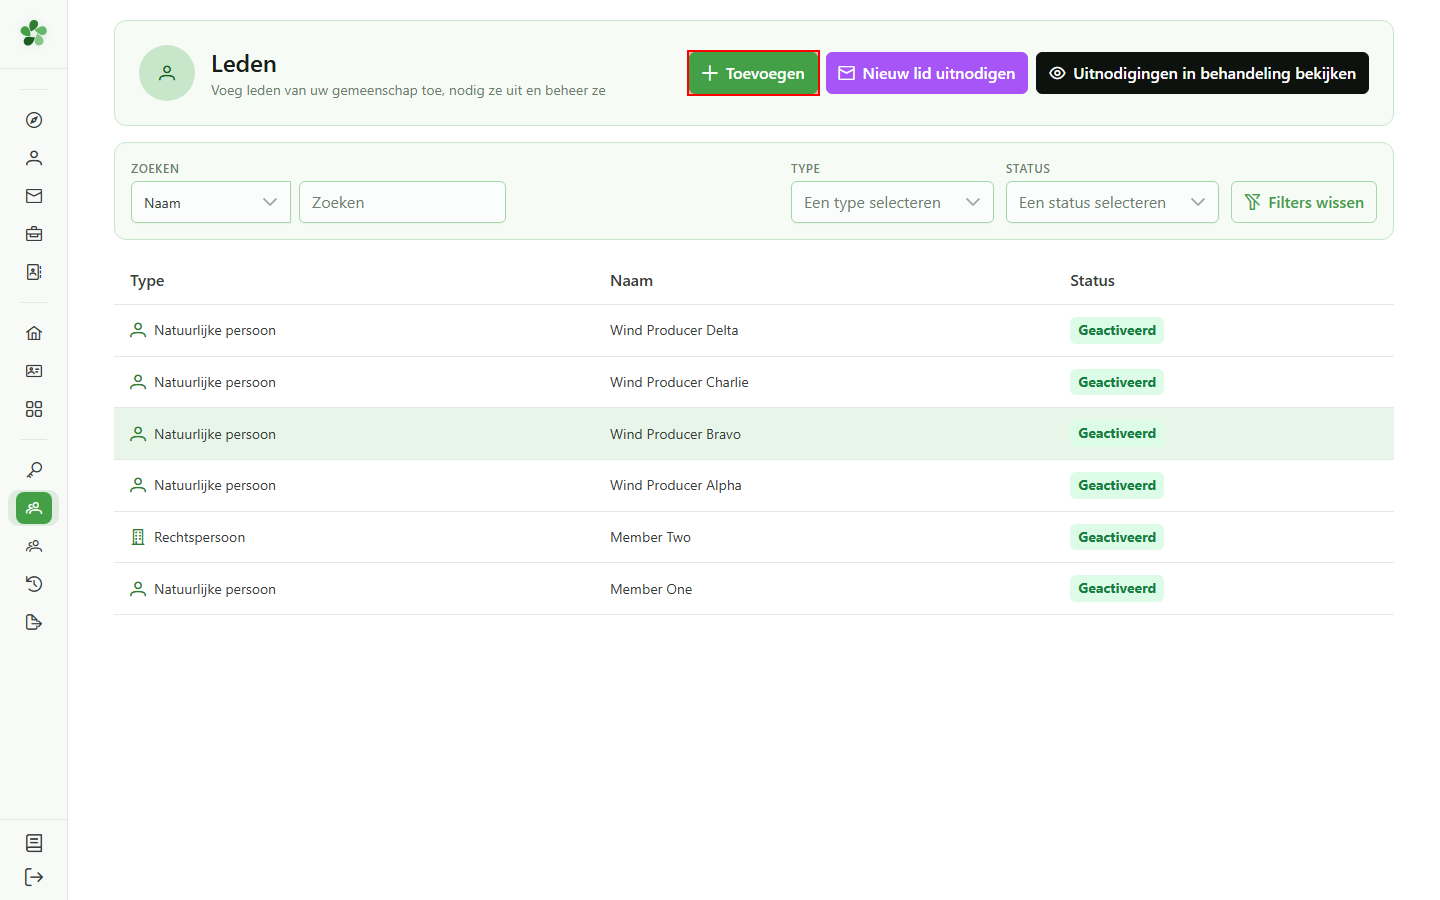 Leden
Voeg leden van uw gemeenschap toe, nodig ze uit en beheer ze
Toevoegen
Nieuw lid uitnodigen
Uitnodigingen in behandeling bekijken
ZOEKEN
TYPE
STATUS
Naam
Zoeken
Een type selecteren
Een status selecteren
Filters wissen
Type Naam Status
Natuurlijke persoon Wind Producer Delta Geactiveerd
Natuurlijke persoon Wind Producer Charlie Geactiveerd
Natuurlijke persoon Wind Producer Bravo Geactiveerd
Natuurlijke persoon Wind Producer Alpha Geactiveerd
Rechtspersoon Member Two Geactiveerd
Natuurlijke persoon Member One Geactiveerd